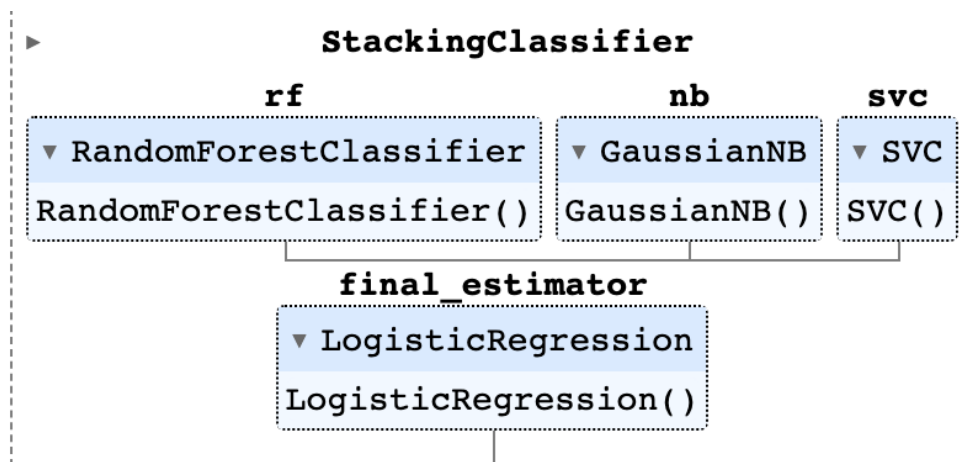 StackingClassifier
rf nb svc
RandomForestClassifier GaussianNB SVC
RandomForestClassifier() GaussianNB() SVC()
final_estimator
LogisticRegression
LogisticRegression()